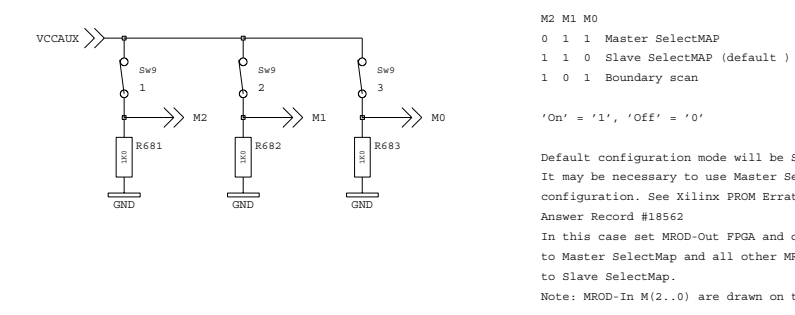 VCCAUX
Sw9
1
Sw9
2
Sw9
3
M2
M1
M0
R681
1K0
R682
1K0
R683
1K0
GND
GND
GND
M2 M1 M0
0 1 1 Master SelectMAP
1 1 0 Slave SelectMAP (default )
1 0 1 Boundary scan
'On' = '1', 'Off' = '0'
Default configuration mode will be S
It may be necessary to use Master Se
configuration. See Xilinx PROM Errat
Answer Record #18562
In this case set MROD-Out FPGA and
to Master SelectMap and all other MR
to Slave SelectMap.
Note: MROD-In M(2..0) are drawn on t